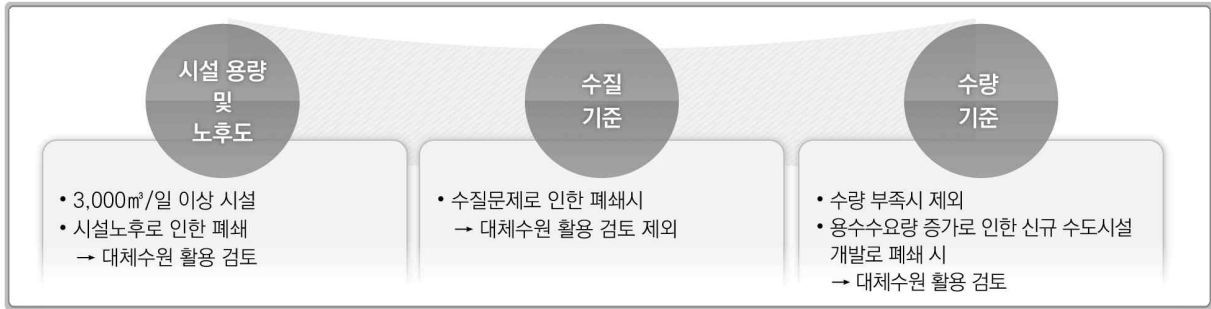 시설 용량
및
노후도
• 3,000㎥/일 이상 시설
• 시설노후로 인한 폐쇄
→ 대체수원 활용 검토
수질
기준
• 수질문제로 인한 폐쇄시
→ 대체수원 활용 검토 제외
수량
기준
• 수량 부족시 제외
• 용수수요량 증가로 인한 신규 수도시설
개발로 폐쇄 시
→ 대체수원 활용 검토